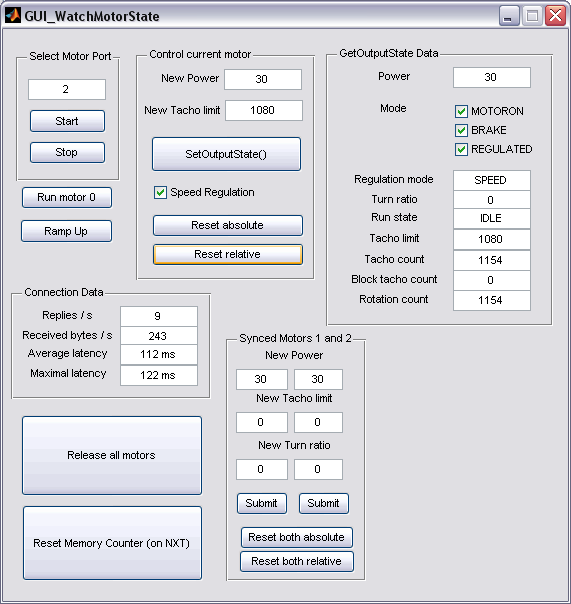 GUI_WatchMotorState
Select Motor Port
2
Start
Stop
Run motor 0
Ramp Up
Control current motor
New Power 30
New Tacho limit 1080
SetOutputState()
Speed Regulation
Reset absolute
Reset relative
GetOutputState Data
Power 30
Mode
MOTORON
BRAKE
REGULATED
Regulation mode SPEED
Turn ratio 0
Run state IDLE
Tacho limit 1080
Tacho count 1154
Block tacho count 0
Rotation count 1154
Connection Data
Replies / s 9
Received bytes / s 243
Average latency 112 ms
Maximal latency 122 ms
Release all motors
Reset Memory Counter (on NXT)
Synced Motors 1 and 2
New Power
30 30
New Tacho limit
0 0
New Turn ratio
0 0
Submit Submit
Reset both absolute
Reset both relative